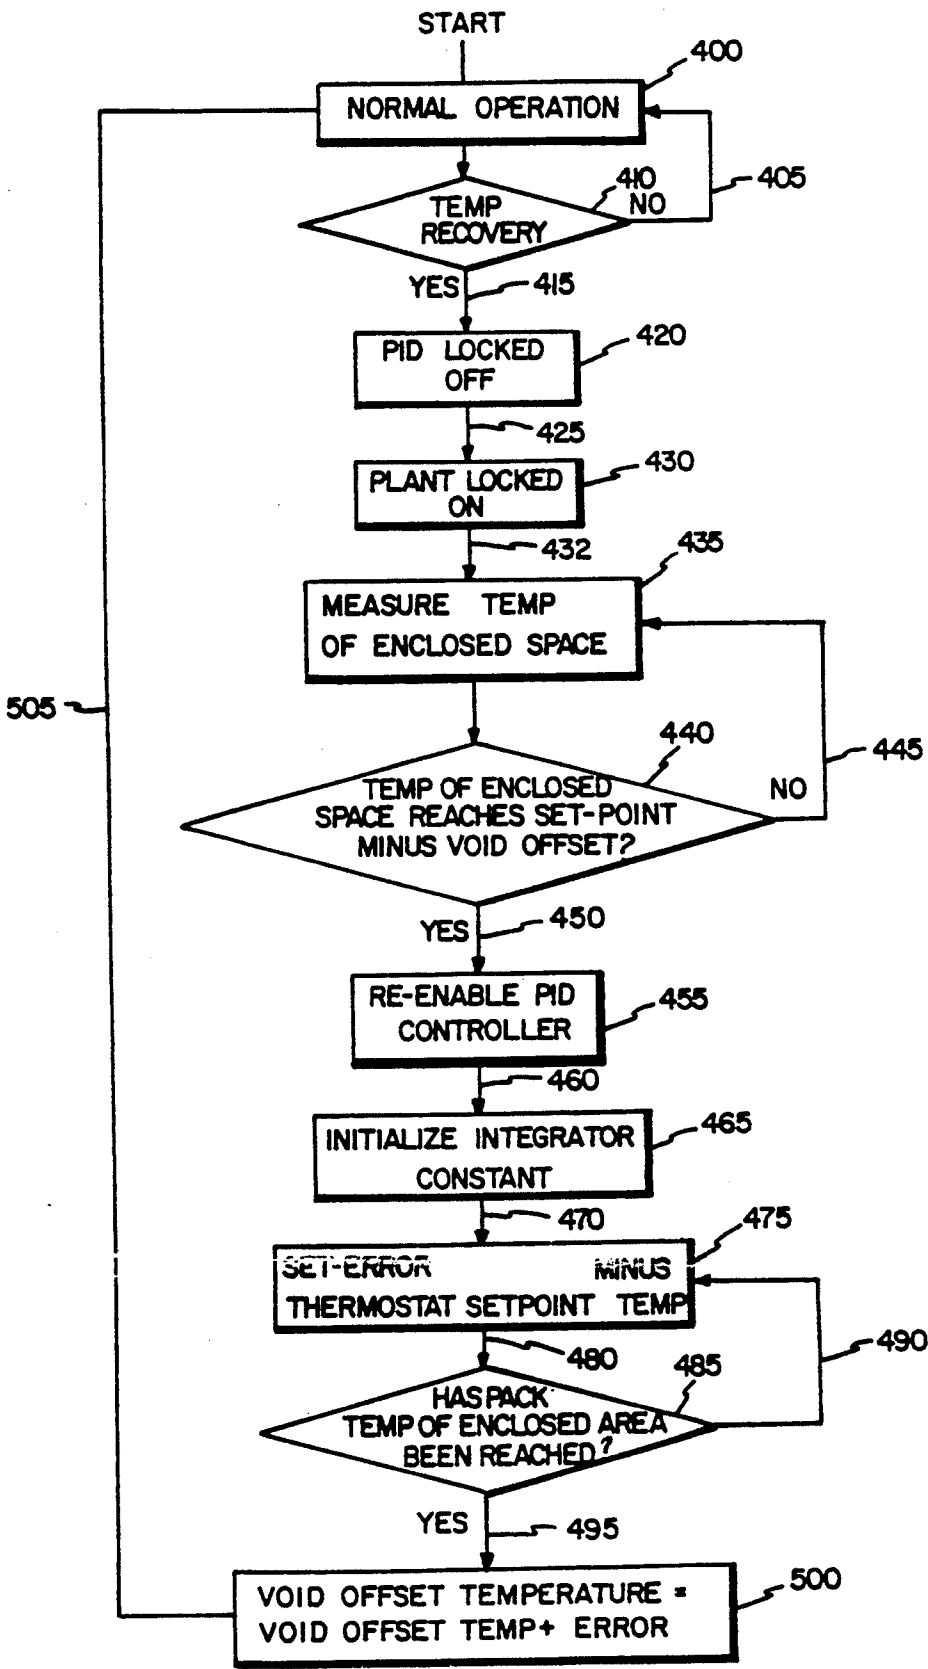 START
400
NORMAL OPERATION
405
410
NO
TEMP
RECOVERY
YES
415
420
PID LOCKED
OFF
425
430
PLANT LOCKED
ON
432
435
MEASURE TEMP
OF ENCLOSED SPACE
505
440
445
NO
TEMP OF ENCLOSED
SPACE REACHES SET-POINT
MINUS VOID OFFSET?
YES
450
RE-ENABLE PID
CONTROLLER
455
460
INITIALIZE INTEGRATOR
CONSTANT
465
470
475
SET-ERROR MINUS
THERMOSTAT SETPOINT TEMP
480
485
490
HAS PACK
TEMP OF ENCLOSED AREA
BEEN REACHED?
YES
495
500
VOID OFFSET TEMPERATURE =
VOID OFFSET TEMP+ ERROR